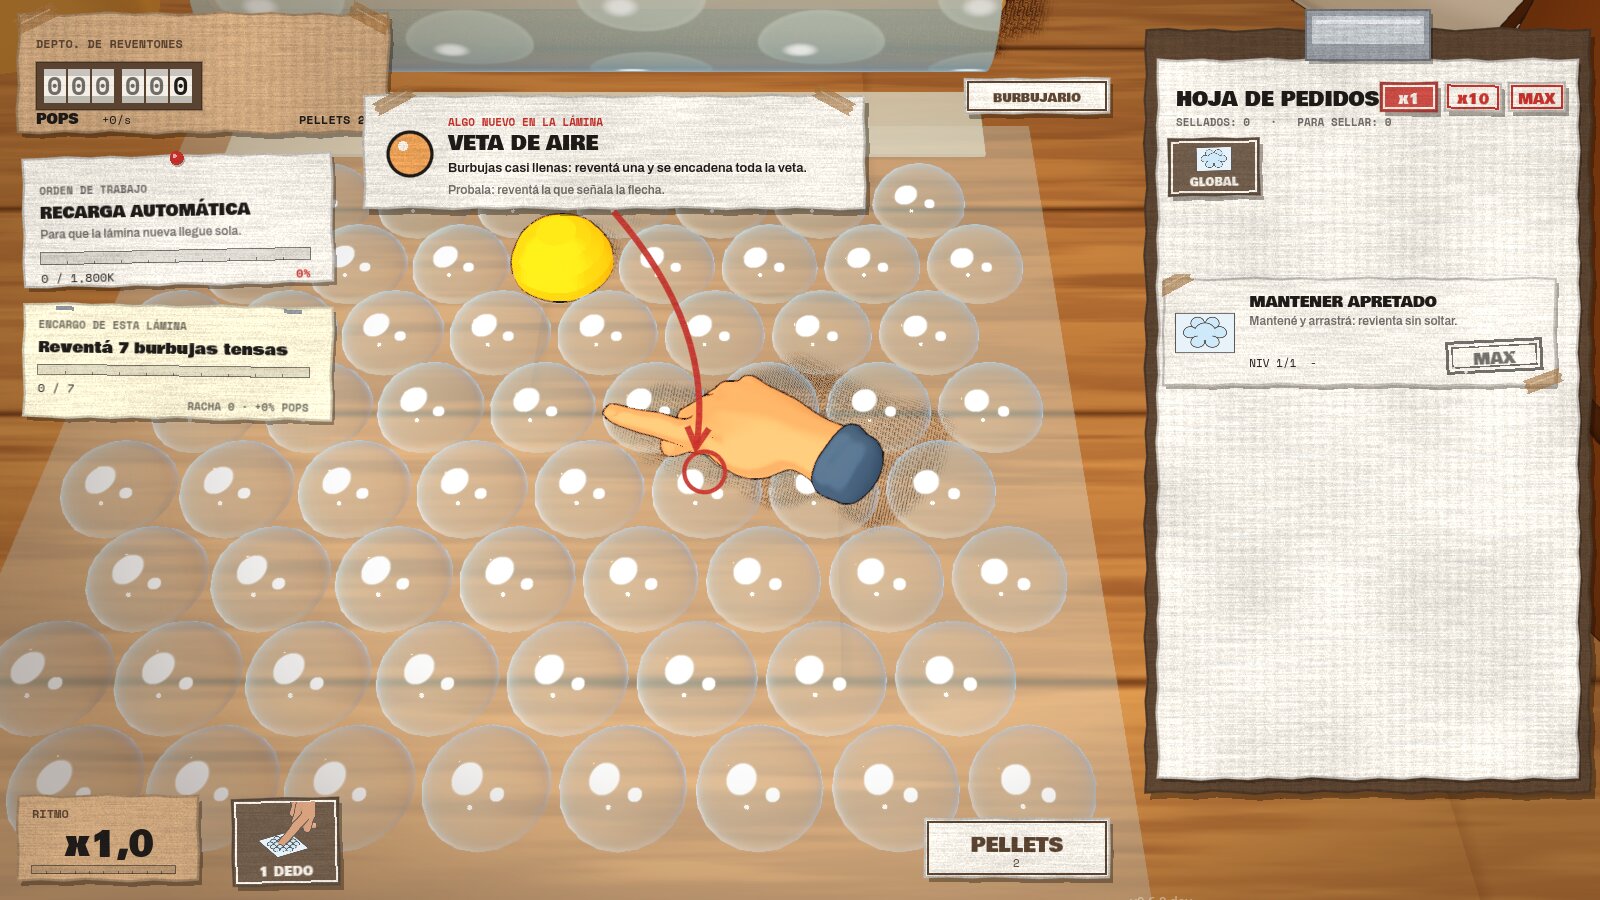 DEPTO. DE REVENTONES
000 000
POPS +0/s PELLETS 2
ALGO NUEVO EN LA LÁMINA
VETA DE AIRE
Burbujas casi llenas: reventá una y se encadena toda la veta.
Probala: reventá la que señala la flecha.
BURBUJARIO
ORDEN DE TRABAJO
RECARGA AUTOMÁTICA
Para que la lámina nueva llegue sola.
0 / 1.800K 0%
ENCARGO DE ESTA LÁMINA
Reventá 7 burbujas tensas
0 / 7
RACHA 0 · +0% POPS
HOJA DE PEDIDOS x1 x10 MAX
SELLADOS: 0 · PARA SELLAR: 0
GLOBAL
MANTENER APRETADO
Mantené y arrastrá: revienta sin soltar.
NIV 1/1 - MAX
RITMO
x1,0
1 DEDO
PELLETS
2